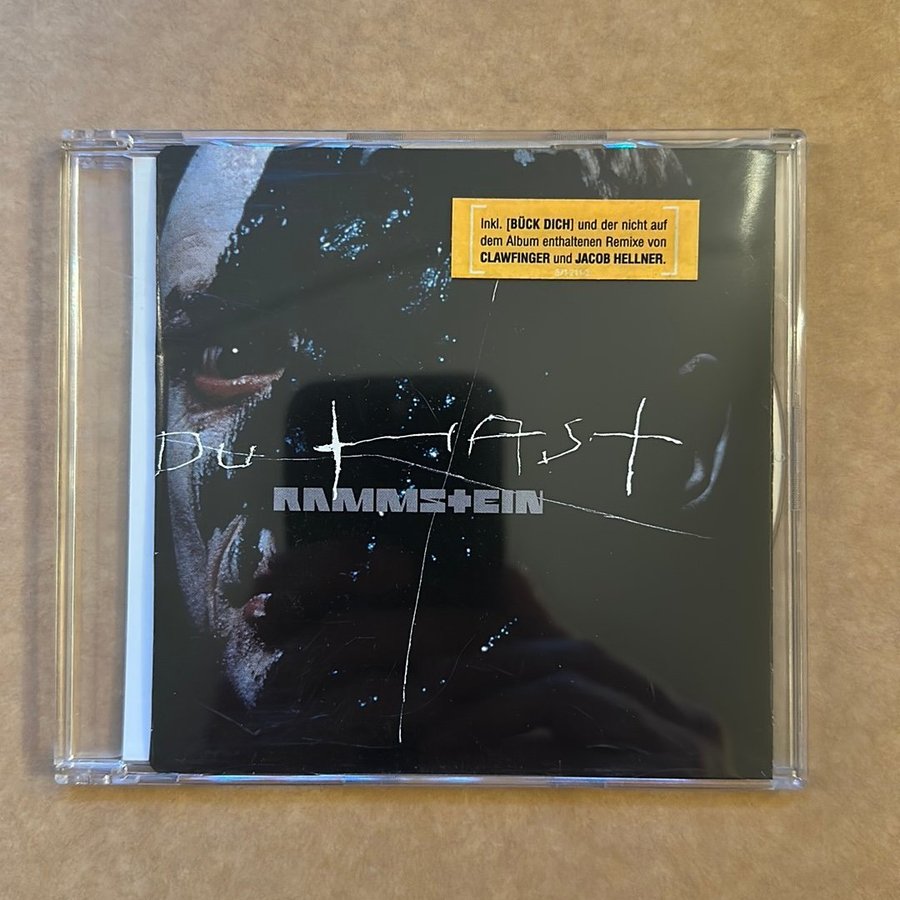 Inkl. [BÜCK DICH] und der nicht auf
dem Album enthaltenen Remixe von
CLAWFINGER und JACOB HELLNER.
DU HAST
RAMMSTEIN